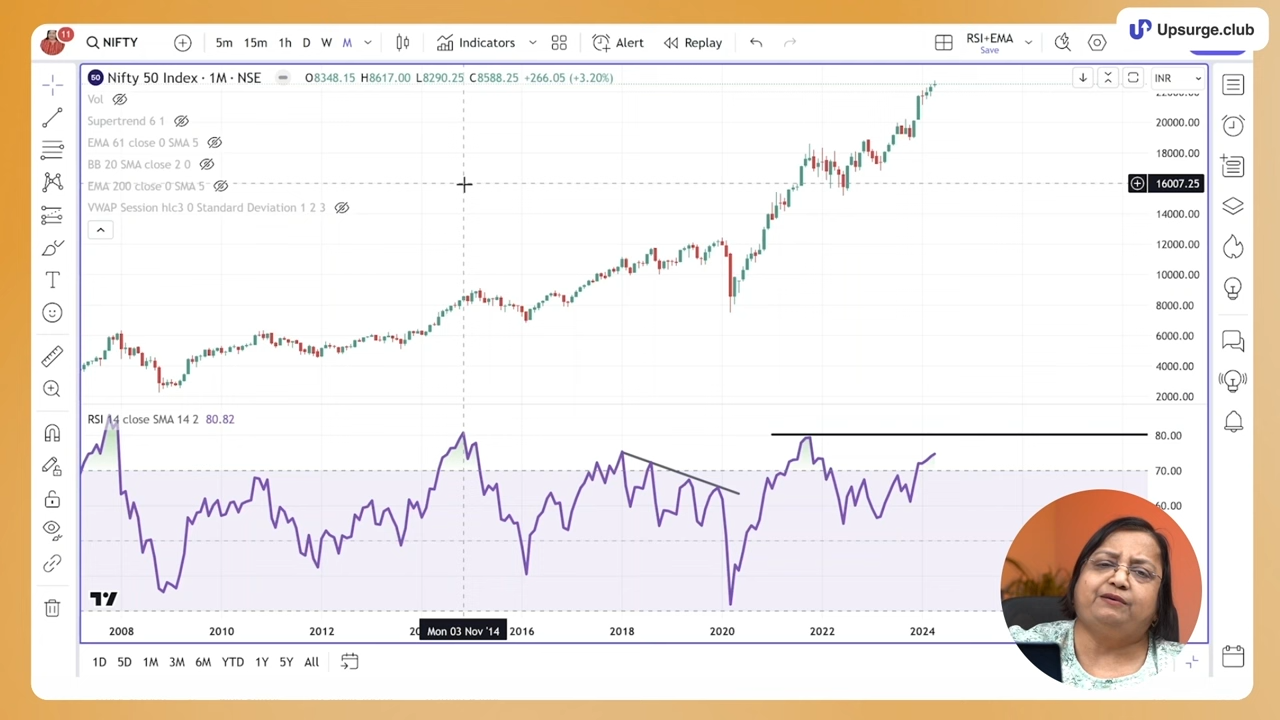 Upsurge.club
11
NIFTY
5m 15m 1h D W M
Indicators
Alert
Replay
RSI+EMA
Save
50 Nifty 50 Index · 1M · NSE O8348.15 H8617.00 L8290.25 C8588.25 +266.05 (+3.20%)
INR
Vol
Supertrend 6 1
EMA 61 close 0 SMA 5
BB 20 SMA close 2 0
EMA 200 close 0 SMA 5
VWAP Session hlc3 0 Standard Deviation 1 2 3
22000.00
20000.00
18000.00
16007.25
14000.00
12000.00
10000.00
8000.00
6000.00
4000.00
2000.00
RSI 14 close SMA 14 2 80.82
80.00
70.00
60.00
2008 2010 2012 Mon 03 Nov '14 2016 2018 2020 2022 2024
1D 5D 1M 3M 6M YTD 1Y 5Y All